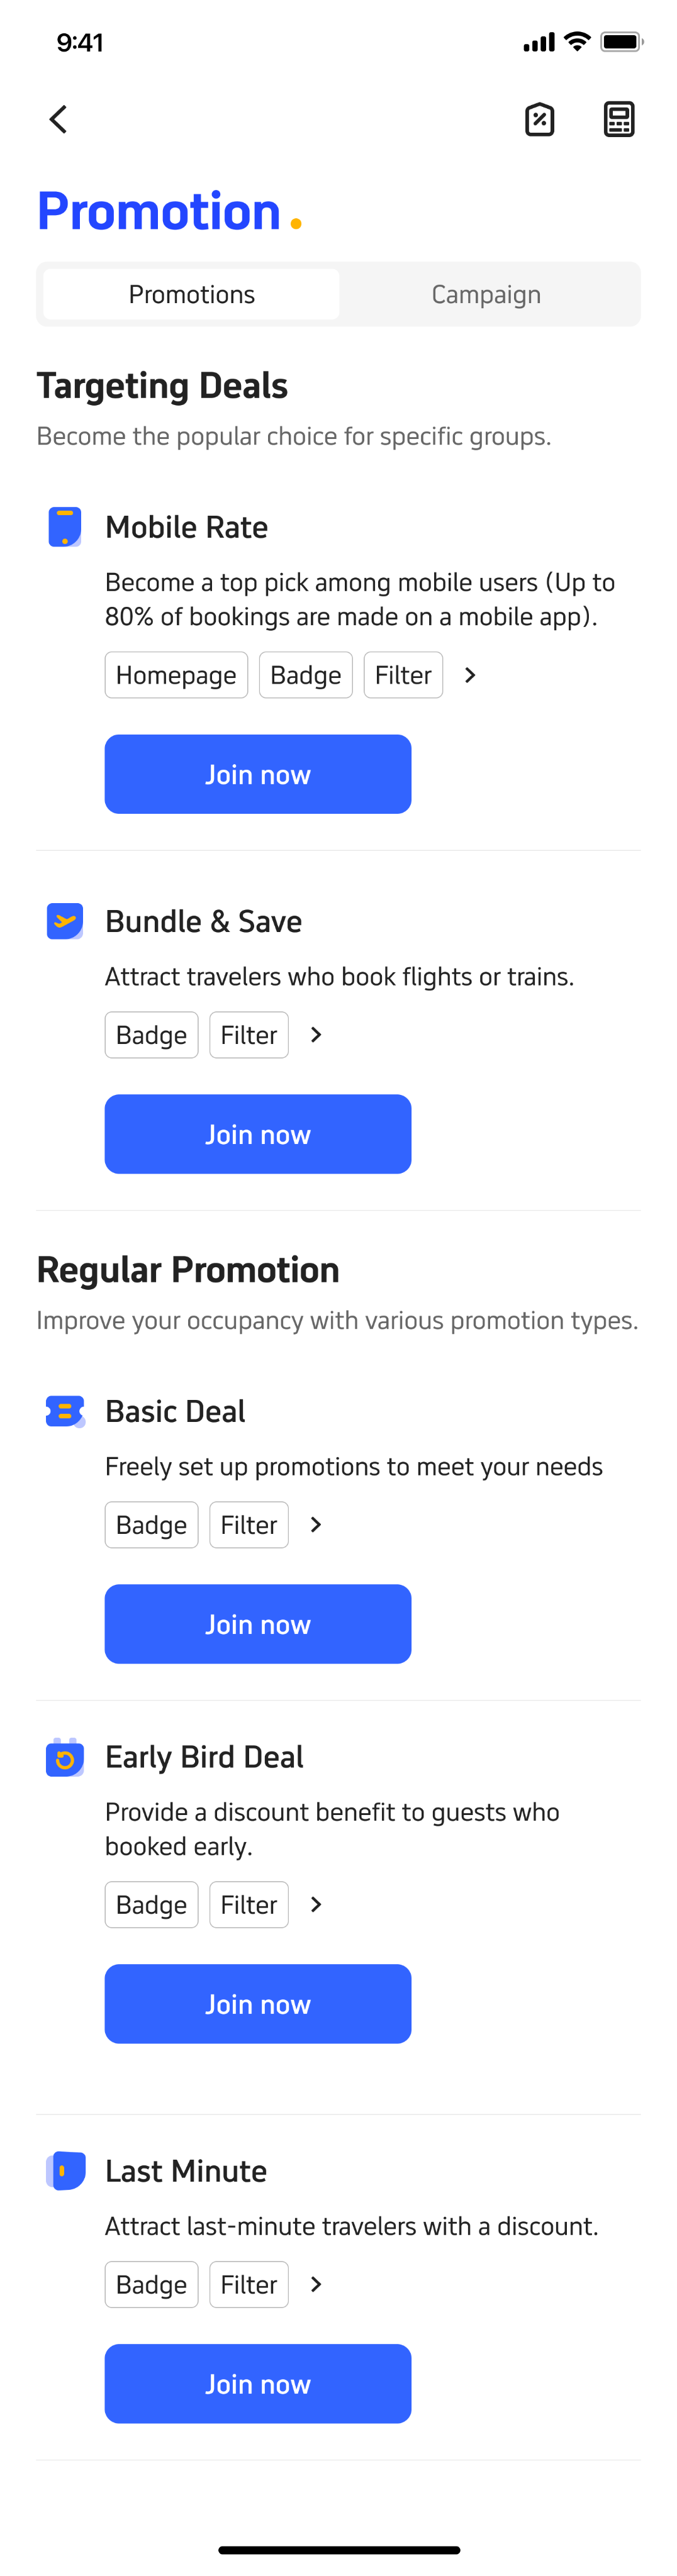 9:41
Promotion.
Promotions
Campaign
Targeting Deals
Become the popular choice for specific groups.
Mobile Rate
Become a top pick among mobile users (Up to
80% of bookings are made on a mobile app).
Homepage Badge Filter
Join now
Bundle & Save
Attract travelers who book flights or trains.
Badge Filter
Join now
Regular Promotion
Improve your occupancy with various promotion types.
Basic Deal
Freely set up promotions to meet your needs
Badge Filter
Join now
Early Bird Deal
Provide a discount benefit to guests who
booked early.
Badge Filter
Join now
Last Minute
Attract last-minute travelers with a discount.
Badge Filter
Join now